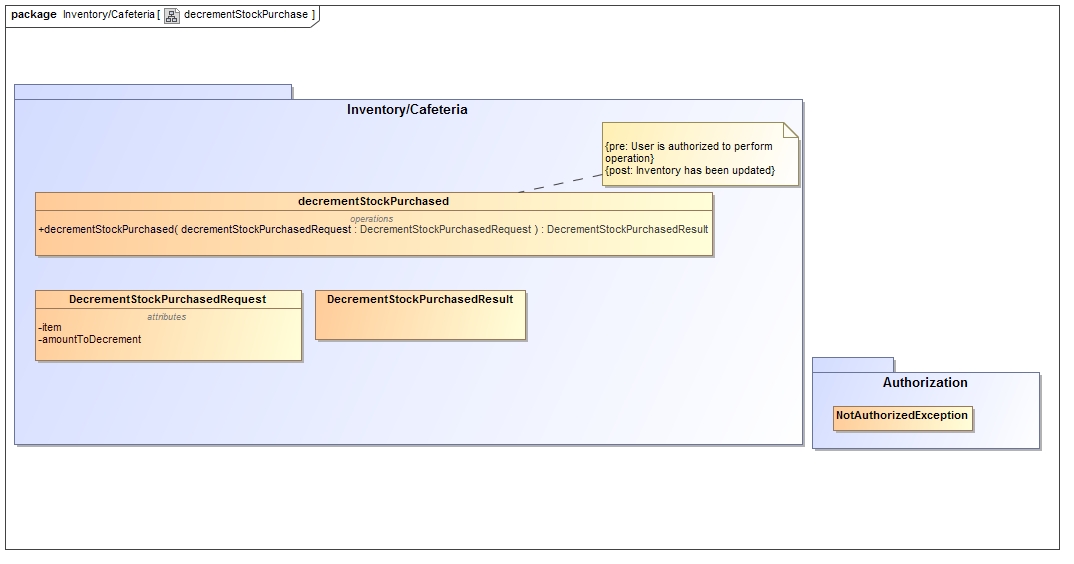 package Inventory/Cafeteria[ decrementStockPurchase ]
Inventory/Cafeteria
{pre: User is authorized to perform
operation}
{post: Inventory has been updated}
decrementStockPurchased
operations
+decrementStockPurchased( decrementStockPurchasedRequest : DecrementStockPurchasedRequest ) : DecrementStockPurchasedResult
DecrementStockPurchasedRequest
attributes
-item
-amountToDecrement
DecrementStockPurchasedResult
Authorization
NotAuthorizedException